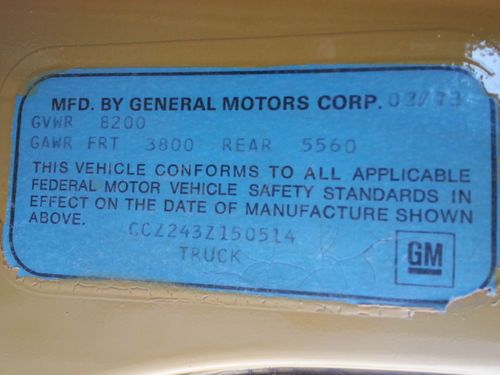 MFD. BY GENERAL MOTORS CORP. 03/73
GVWR 8200
GAWR FRT 3800 REAR 5560
THIS VEHICLE CONFORMS TO ALL APPLICABLE
FEDERAL MOTOR VEHICLE SAFETY STANDARDS IN
EFFECT ON THE DATE OF MANUFACTURE SHOWN
ABOVE.
CCZ243Z150514
TRUCK
GM